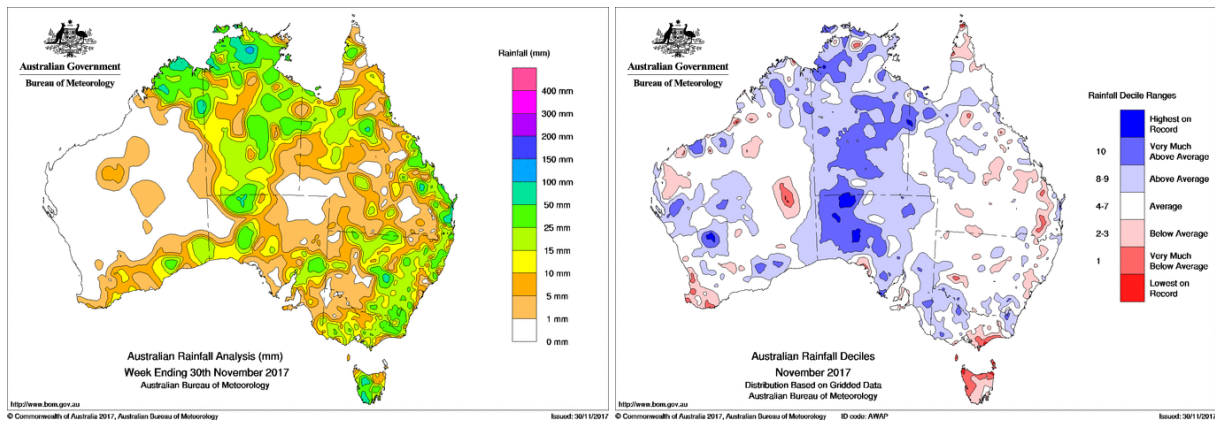 Australian Government
Bureau of Meteorology
Rainfall (mm)
400 mm
300 mm
200 mm
150 mm
100 mm
50 mm
25 mm
15 mm
10 mm
5 mm
1 mm
0 mm
Australian Rainfall Analysis (mm)
Week Ending 30th November 2017
Australian Bureau of Meteorology
http://www.bom.gov.au
© Commonwealth of Australia 2017, Australian Bureau of Meteorology
Issued: 30/11/2017
Australian Government
Bureau of Meteorology
Rainfall Decile Ranges
Highest on
Record
10 Very Much
Above Average
8-9 Above Average
4-7 Average
2-3 Below Average
1 Very Much
Below Average
Lowest on
Record
Australian Rainfall Deciles
November 2017
Distribution Based on Gridded Data
Australian Bureau of Meteorology
http://www.bom.gov.au
© Commonwealth of Australia 2017, Australian Bureau of Meteorology
ID code: AWAP
Issued: 30/11/2017